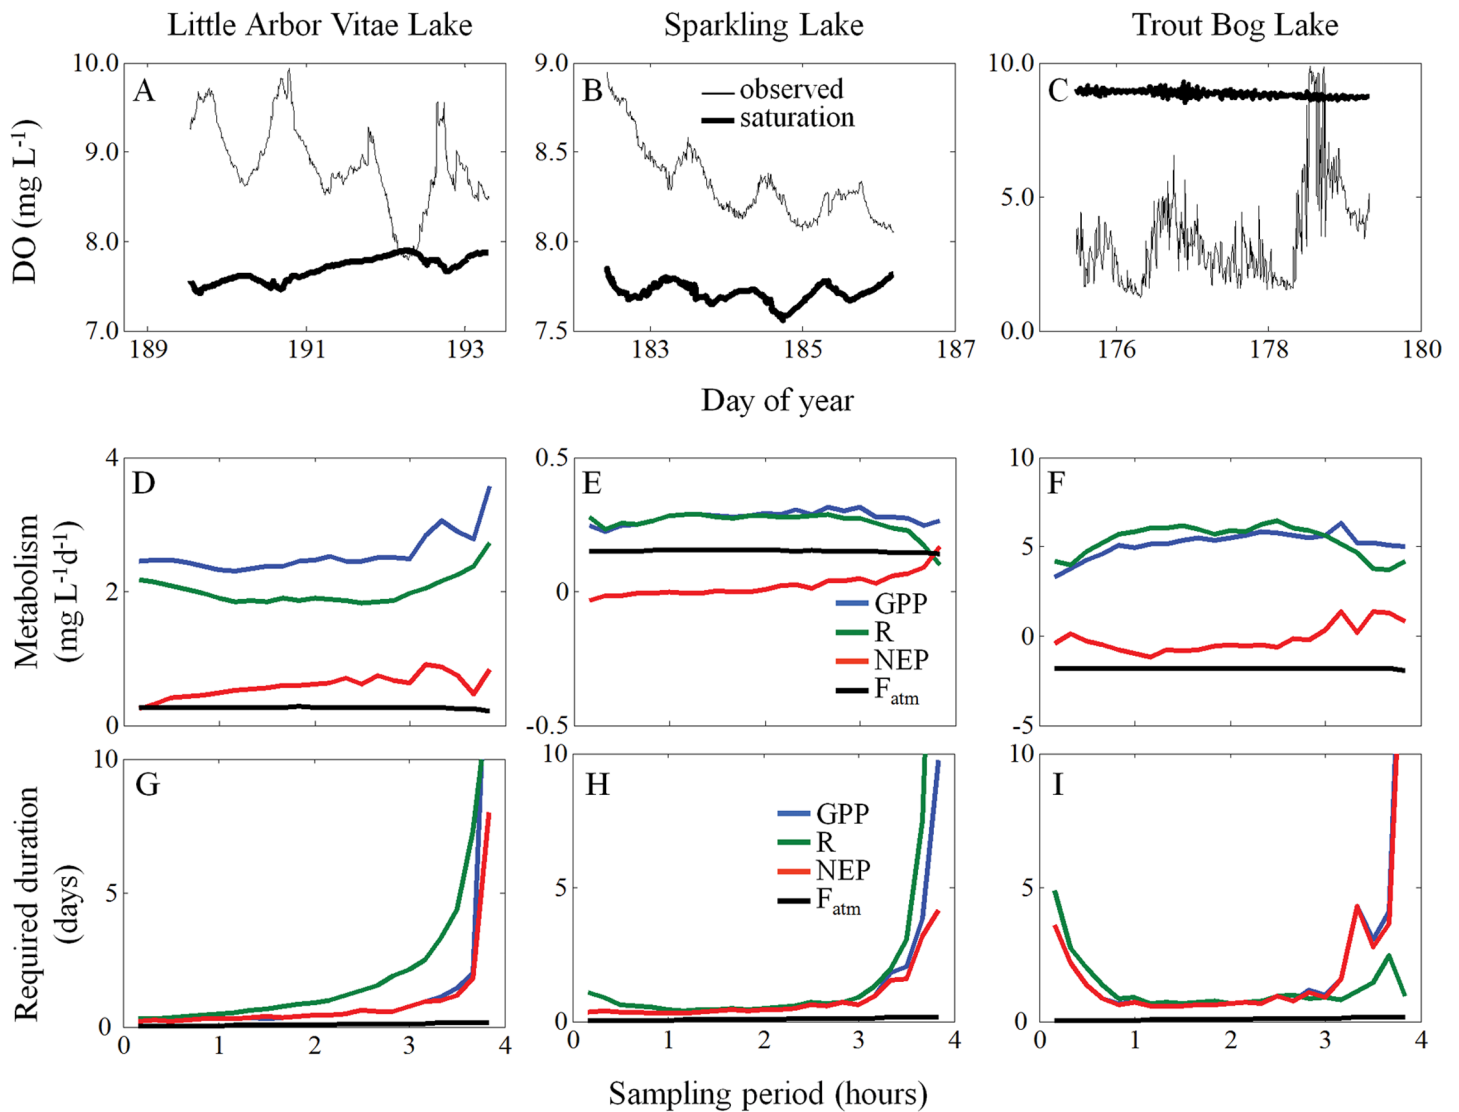 Little Arbor Vitae Lake
Sparkling Lake
Trout Bog Lake
DO (mg L-1)
10.0
9.0
8.0
7.0
A
189
191
193
9.0
8.5
8.0
7.5
B
observed
saturation
183
185
187
10.0
5.0
0.0
C
176
178
180
Day of year
Metabolism
(mg L-1d-1)
4
2
0
D
0.5
0
-0.5
E
GPP
R
NEP
Fatm
10
5
0
-5
F
Required duration
(days)
10
5
0
G
0
1
2
3
4
10
5
0
H
GPP
R
NEP
Fatm
0
1
2
3
4
10
5
0
I
0
1
2
3
4
Sampling period (hours)